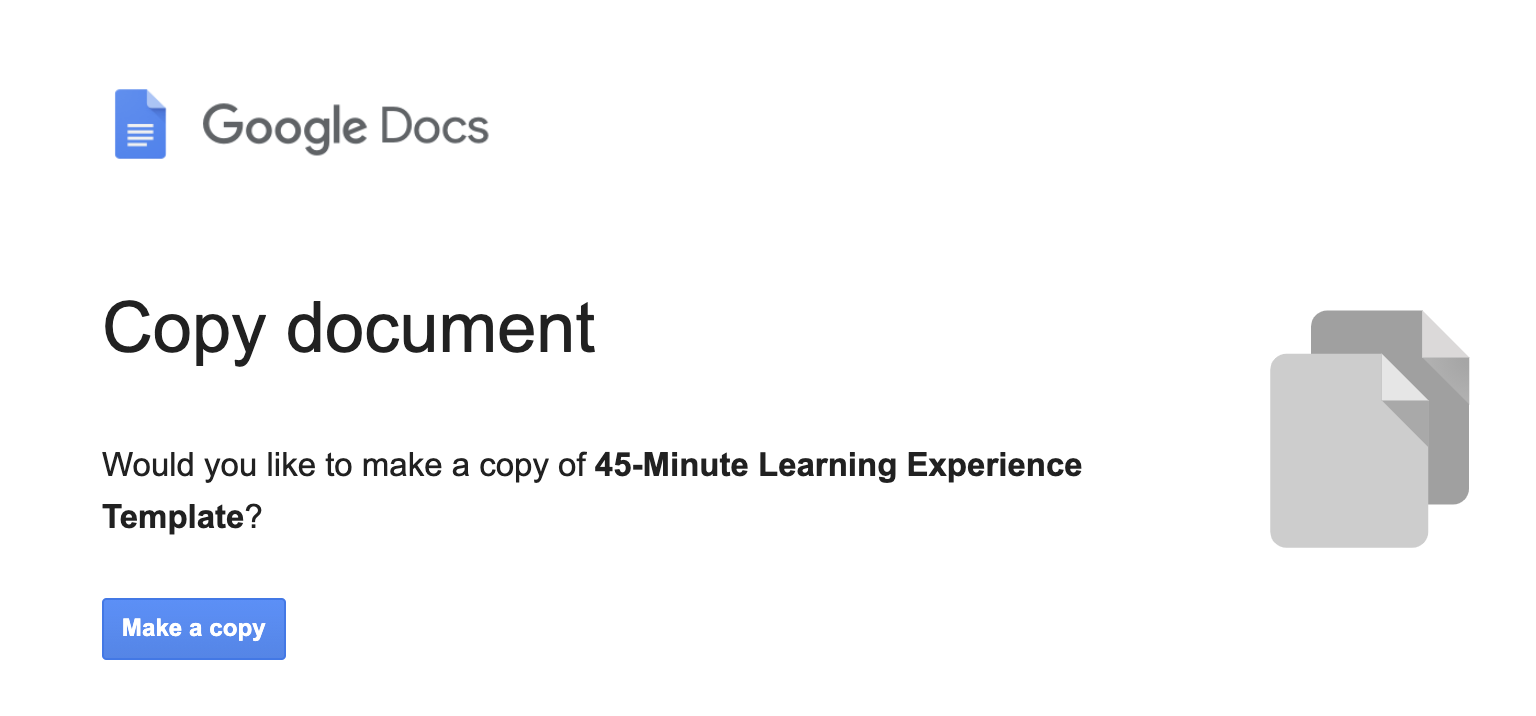 Google Docs
Copy document
Would you like to make a copy of 45-Minute Learning Experience
Template?
Make a copy